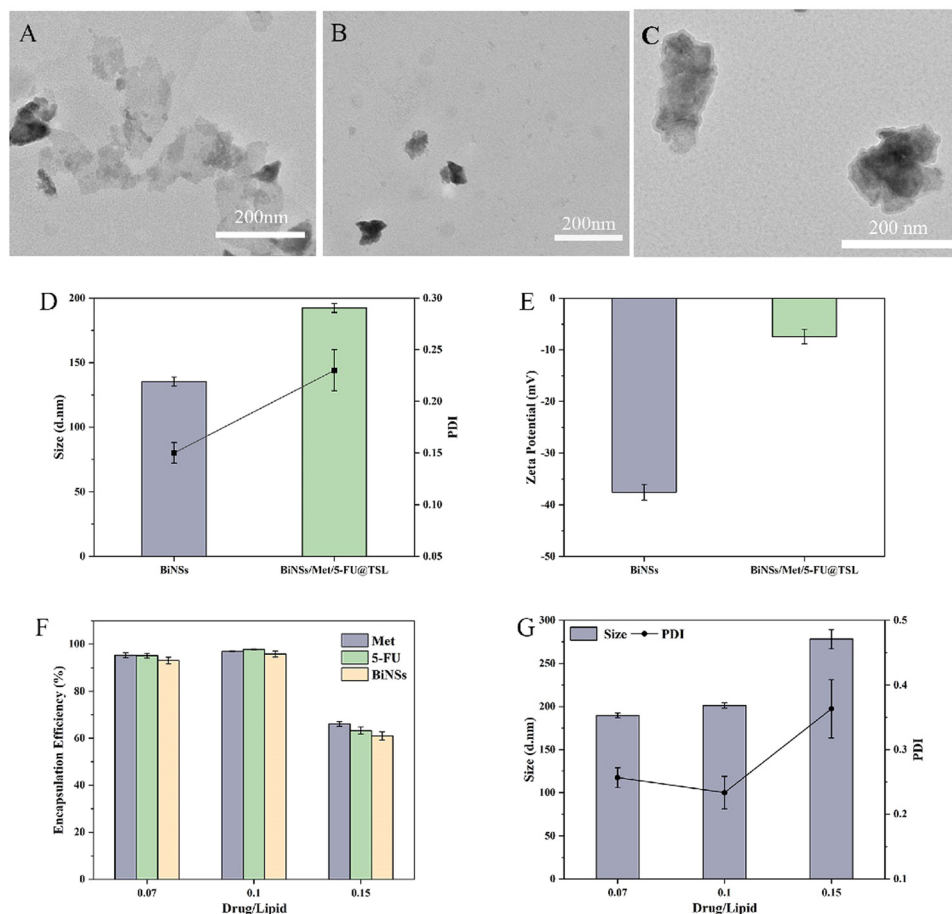 A
200nm
B
200nm
C
200 nm
D
Size (d.nm)
200
150
100
50
0
0.30
0.25
0.20
0.15
0.10
0.05
PDI
BiNSs
BiNSs/Met/5-FU@TSL
E
Zeta Potential (mV)
0
-10
-20
-30
-40
-50
BiNSs
BiNSs/Met/5-FU@TSL
F
Encapsulation Efficiency (%)
100
80
60
40
20
0
Met
5-FU
BiNSs
0.07
0.1
0.15
Drug/Lipid
G
Size (d.nm)
300
250
200
150
100
50
0
Size
PDI
0.5
0.4
0.3
0.2
0.1
PDI
0.07
0.1
0.15
Drug/Lipid